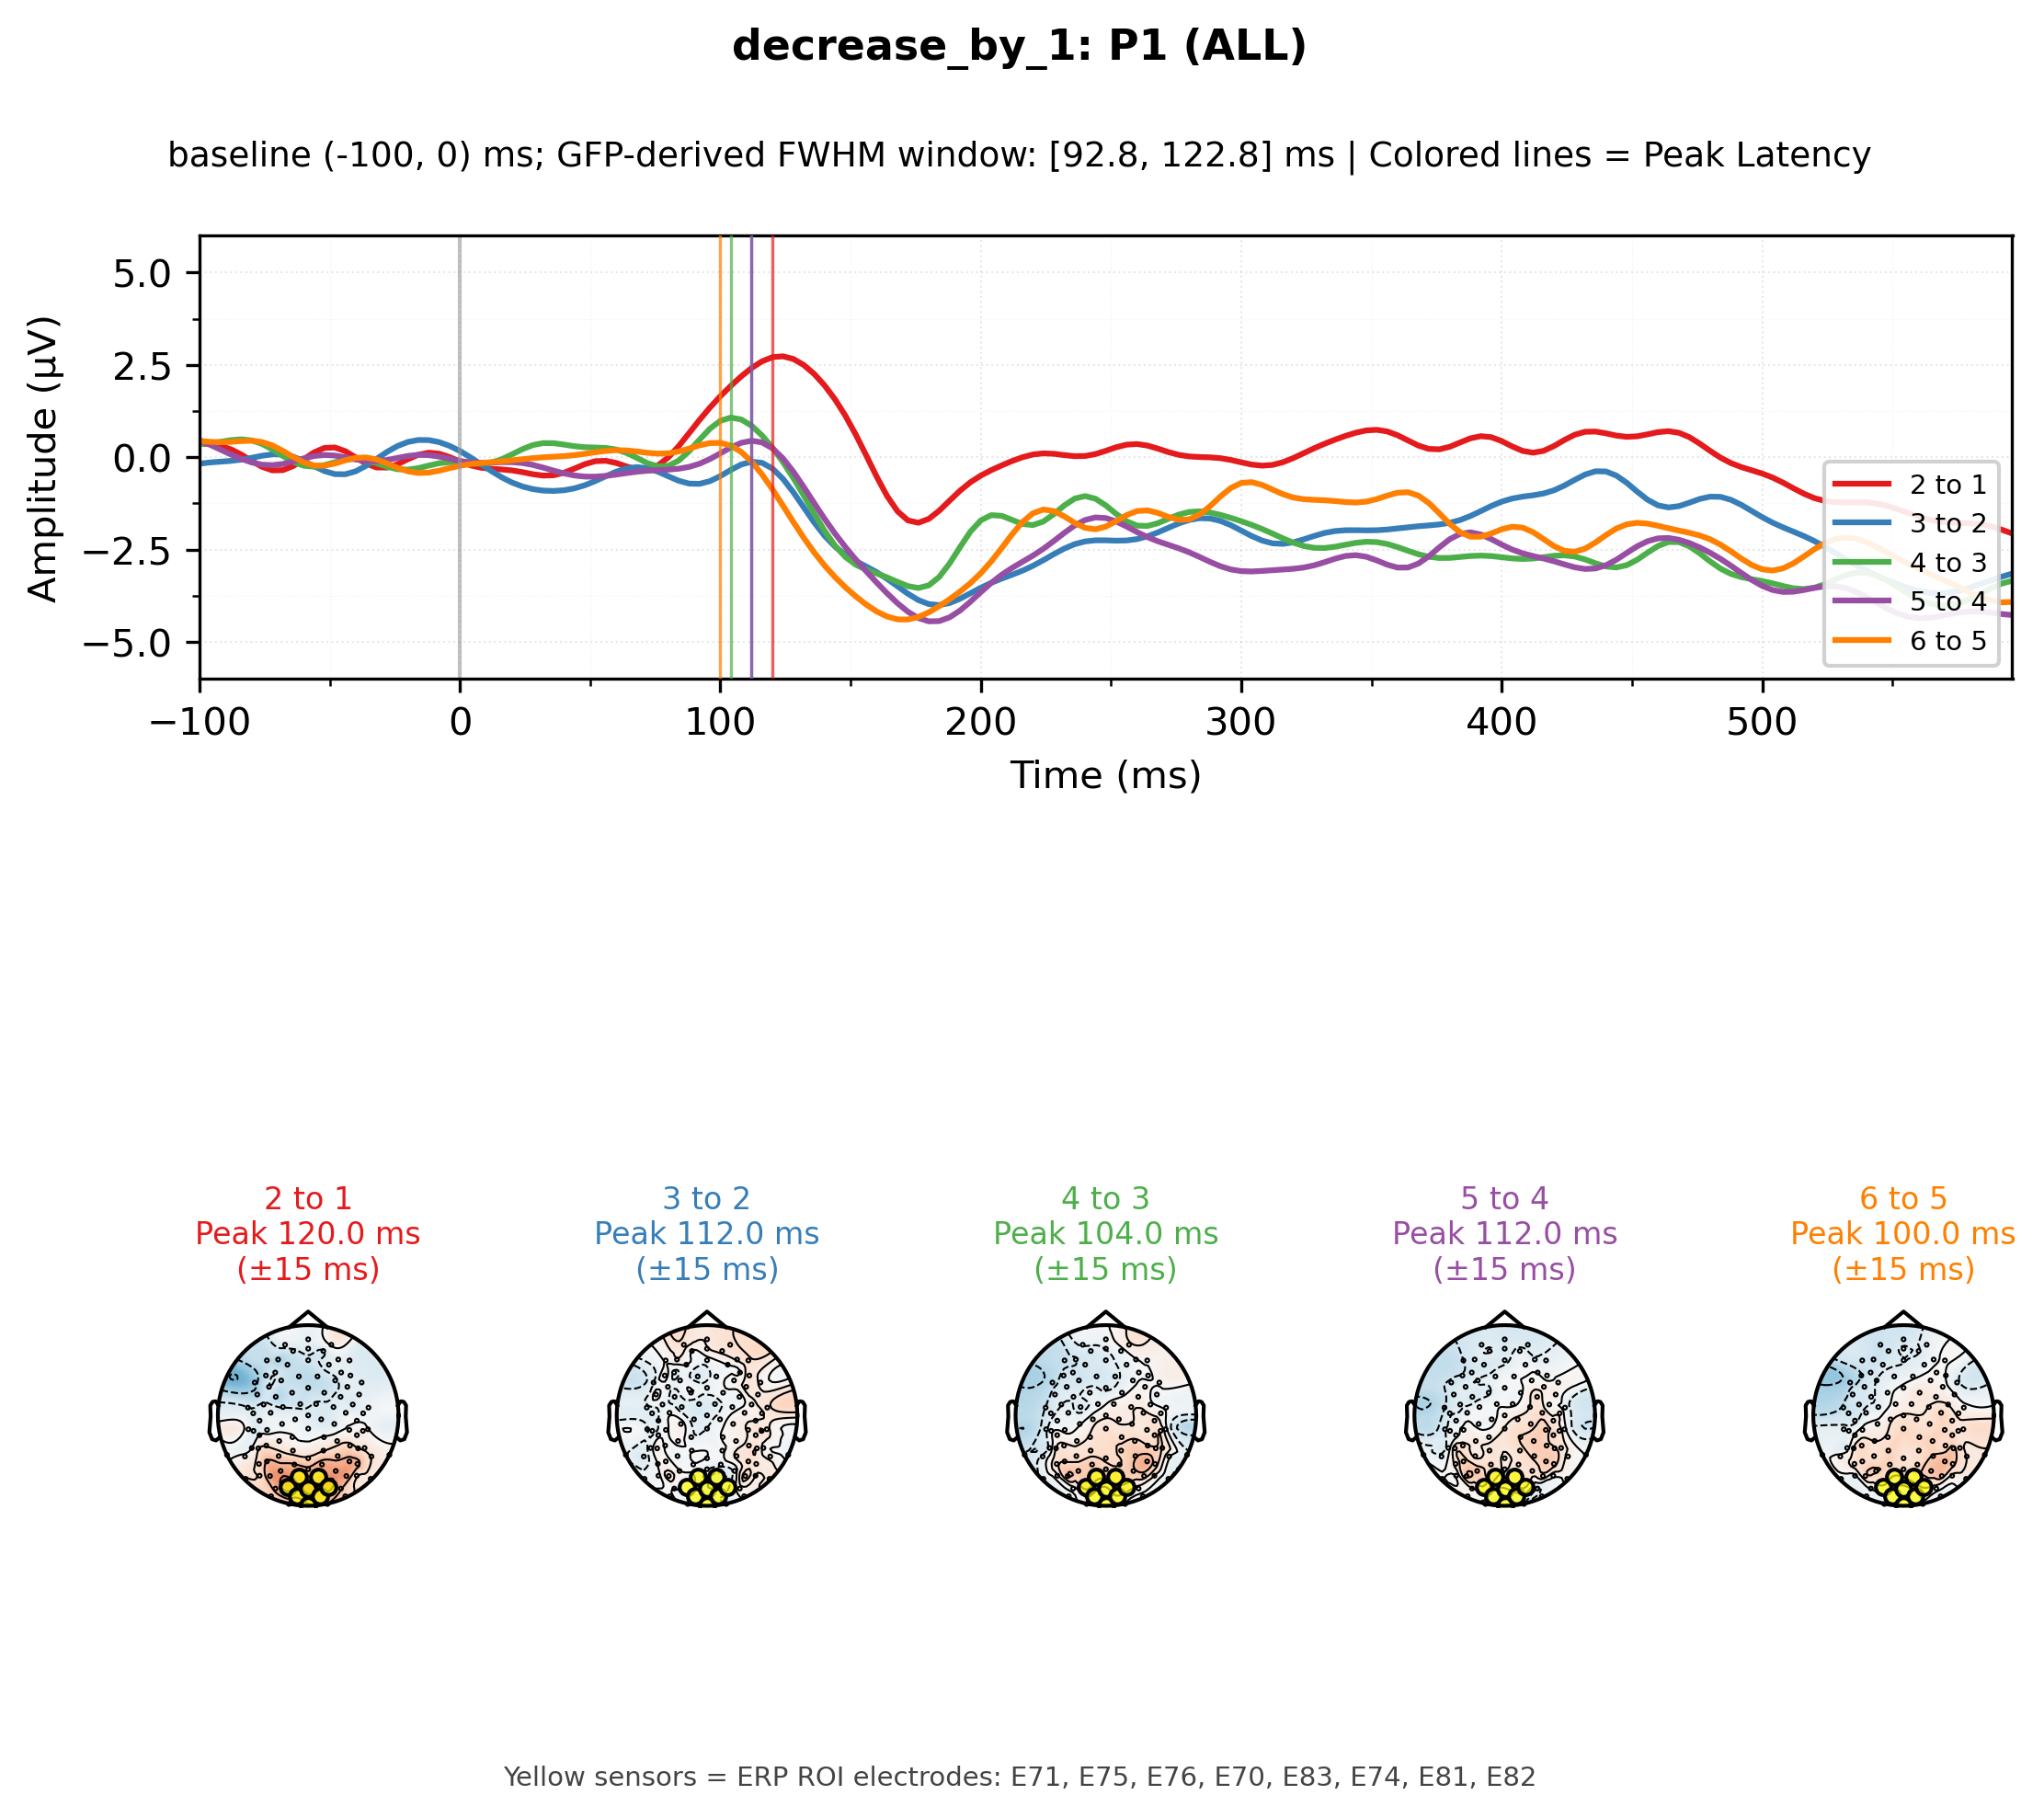 decrease_by_1: P1 (ALL)
baseline (-100, 0) ms; GFP-derived FWHM window: [92.8, 122.8] ms | Colored lines = Peak Latency
Amplitude (µV)
5.0
2.5
0.0
−2.5
−5.0
2 to 1
3 to 2
4 to 3
5 to 4
6 to 5
−100
0
100
200
300
400
500
Time (ms)
2 to 1
Peak 120.0 ms
(±15 ms)
3 to 2
Peak 112.0 ms
(±15 ms)
4 to 3
Peak 104.0 ms
(±15 ms)
5 to 4
Peak 112.0 ms
(±15 ms)
6 to 5
Peak 100.0 ms
(±15 ms)
Yellow sensors = ERP ROI electrodes: E71, E75, E76, E70, E83, E74, E81, E82